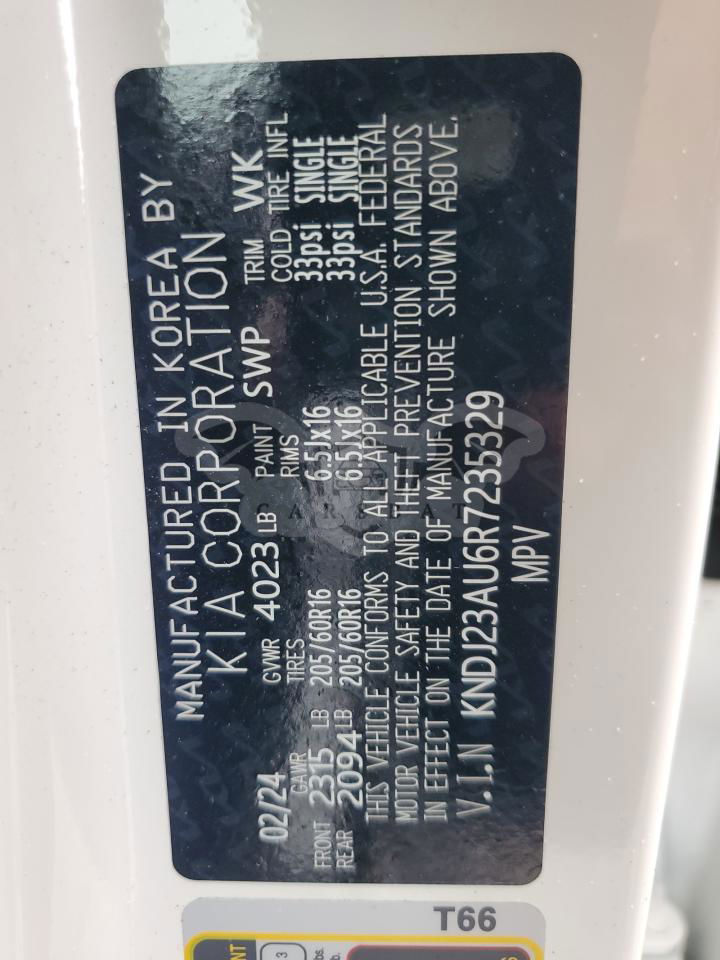 MANUFACTURED IN KOREA BY
KIA CORPORATION
02/24 GVWR 4023 LB PAINT SWP TRIM WK
GAWR TIRES RIMS COLD TIRE INFL
FRONT 2315 LB 205/60R16 6.5Jx16 33psi SINGLE
REAR 2094LB 205/60R16 6.5Jx16 33psi SINGLE
THIS VEHICLE CONFORMS TO ALL APPLICABLE U.S.A. FEDERAL
MOTOR VEHICLE SAFETY AND THEFT PREVENTION STANDARDS
IN EFFECT ON THE DATE OF MANUFACTURE SHOWN ABOVE.
V.I.N KNDJ23AU6R7235329
MPV
T66
3